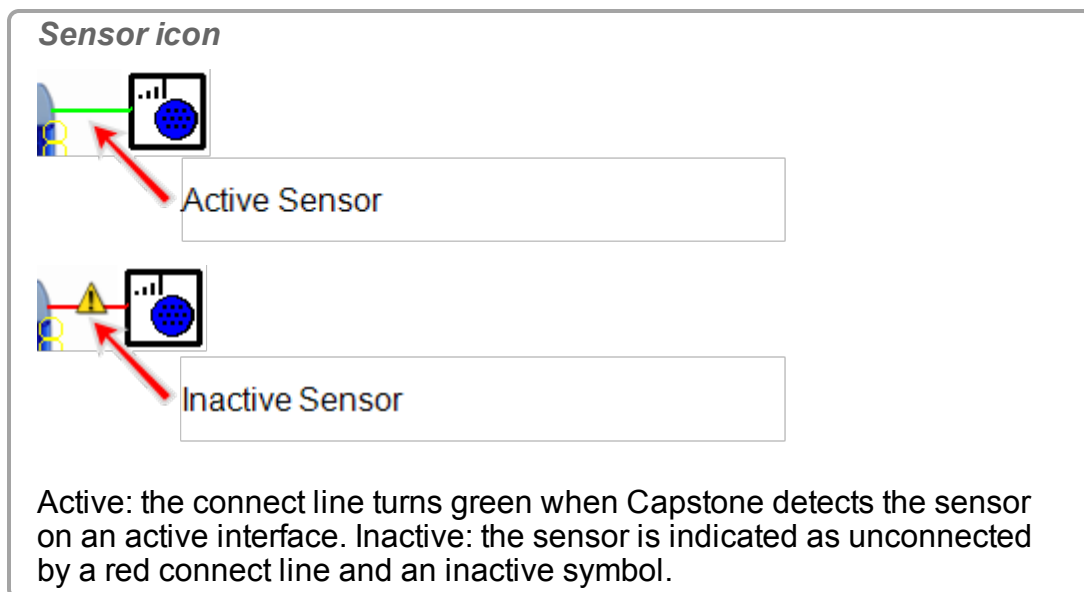 Sensor icon
Active Sensor
Inactive Sensor
Active: the connect line turns green when Capstone detects the sensor
on an active interface. Inactive: the sensor is indicated as unconnected
by a red connect line and an inactive symbol.